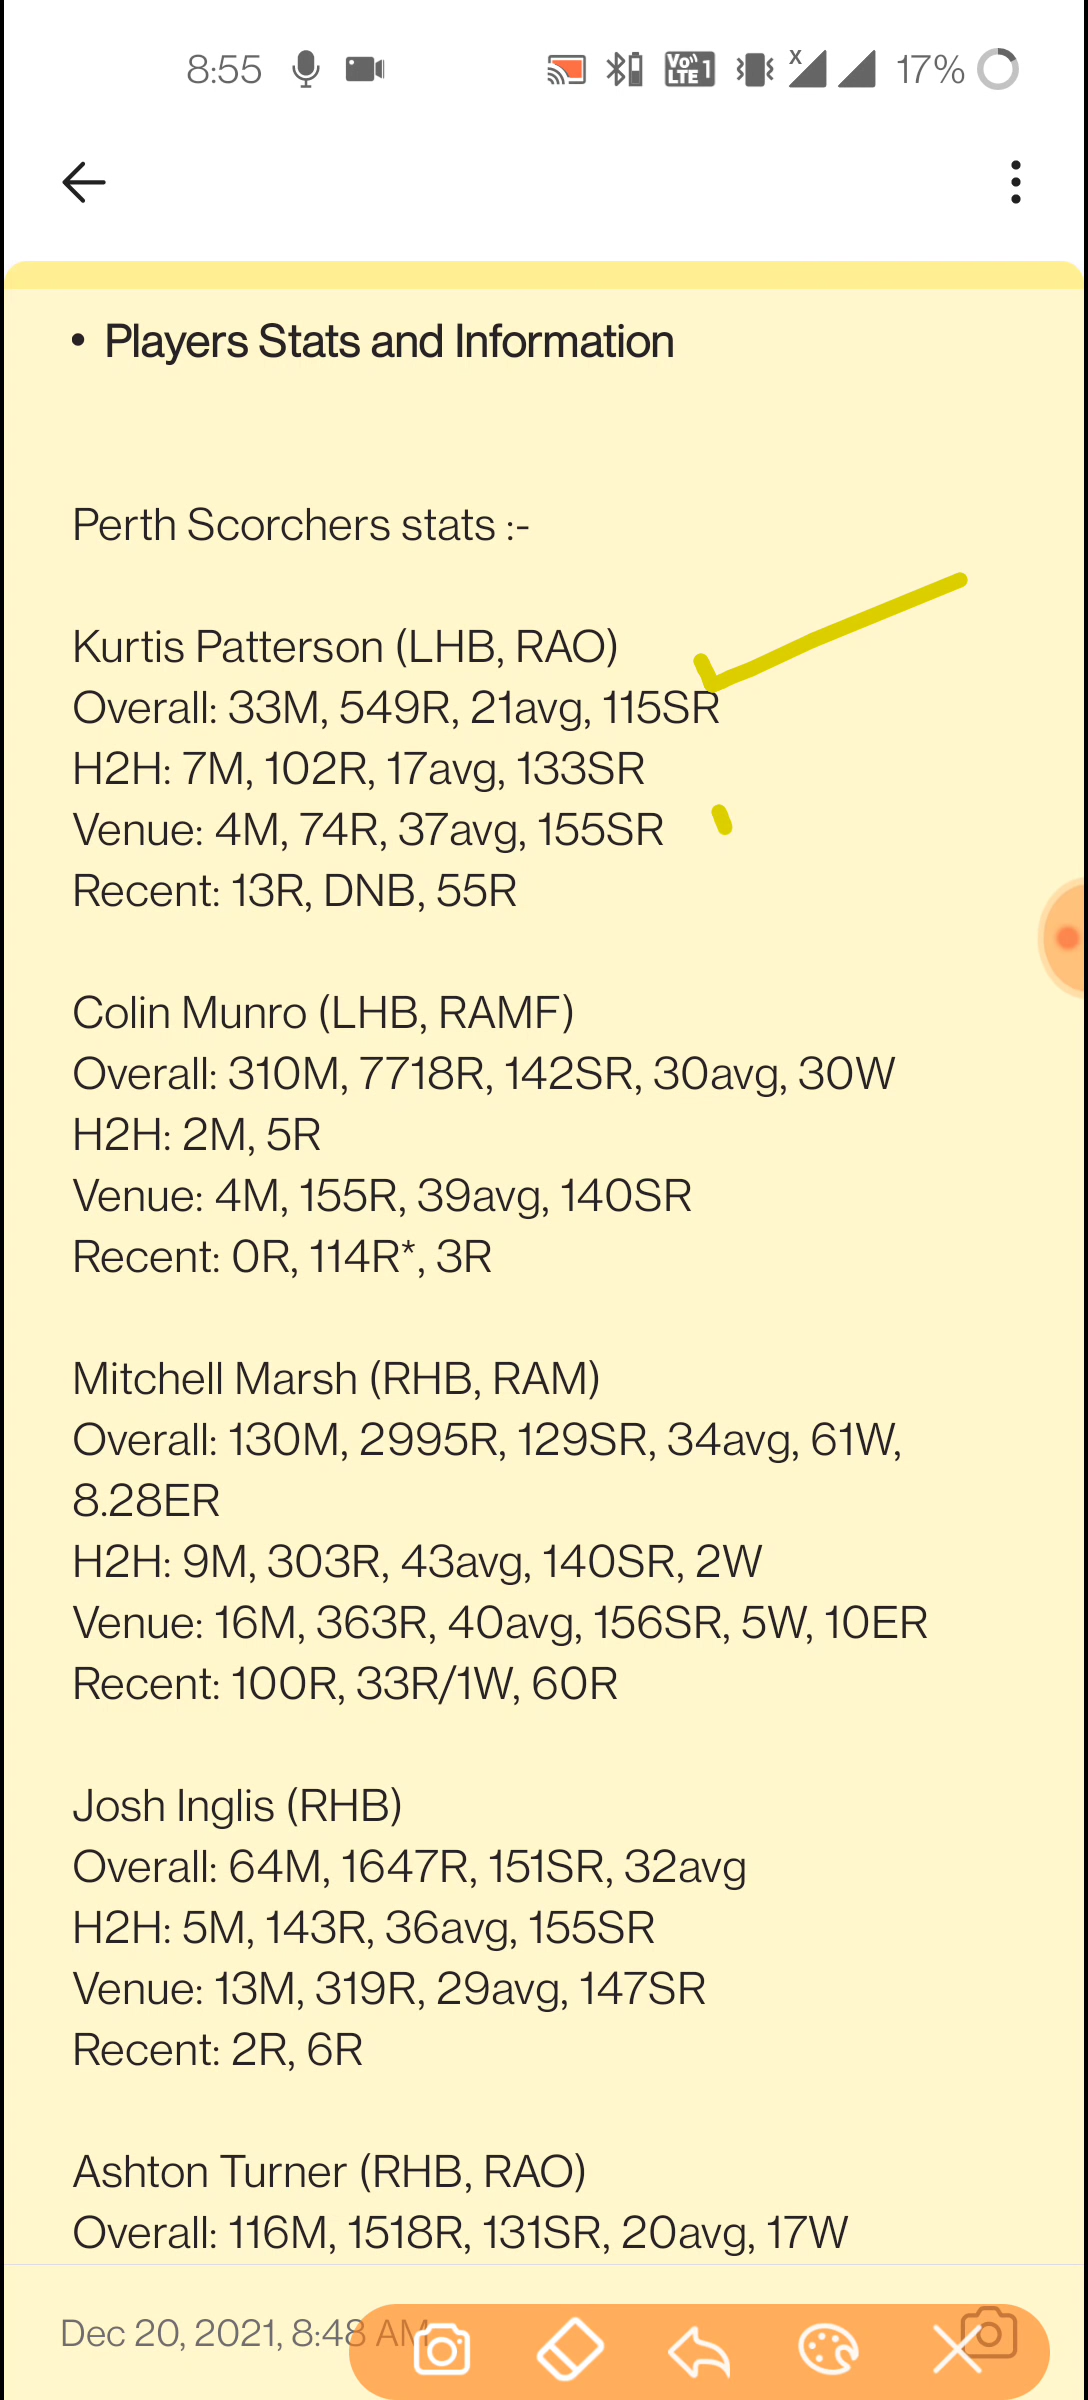 8:55 Vo)) LTE 1 x 17%
• Players Stats and Information
Perth Scorchers stats :-
Kurtis Patterson (LHB, RAO)
Overall: 33M, 549R, 21avg, 115SR
H2H: 7M, 102R, 17avg, 133SR
Venue: 4M, 74R, 37avg, 155SR
Recent: 13R, DNB, 55R
Colin Munro (LHB, RAMF)
Overall: 310M, 7718R, 142SR, 30avg, 30W
H2H: 2M, 5R
Venue: 4M, 155R, 39avg, 140SR
Recent: 0R, 114R*, 3R
Mitchell Marsh (RHB, RAM)
Overall: 130M, 2995R, 129SR, 34avg, 61W,
8.28ER
H2H: 9M, 303R, 43avg, 140SR, 2W
Venue: 16M, 363R, 40avg, 156SR, 5W, 10ER
Recent: 100R, 33R/1W, 60R
Josh Inglis (RHB)
Overall: 64M, 1647R, 151SR, 32avg
H2H: 5M, 143R, 36avg, 155SR
Venue: 13M, 319R, 29avg, 147SR
Recent: 2R, 6R
Ashton Turner (RHB, RAO)
Overall: 116M, 1518R, 131SR, 20avg, 17W
Dec 20, 2021, 8:48 AM